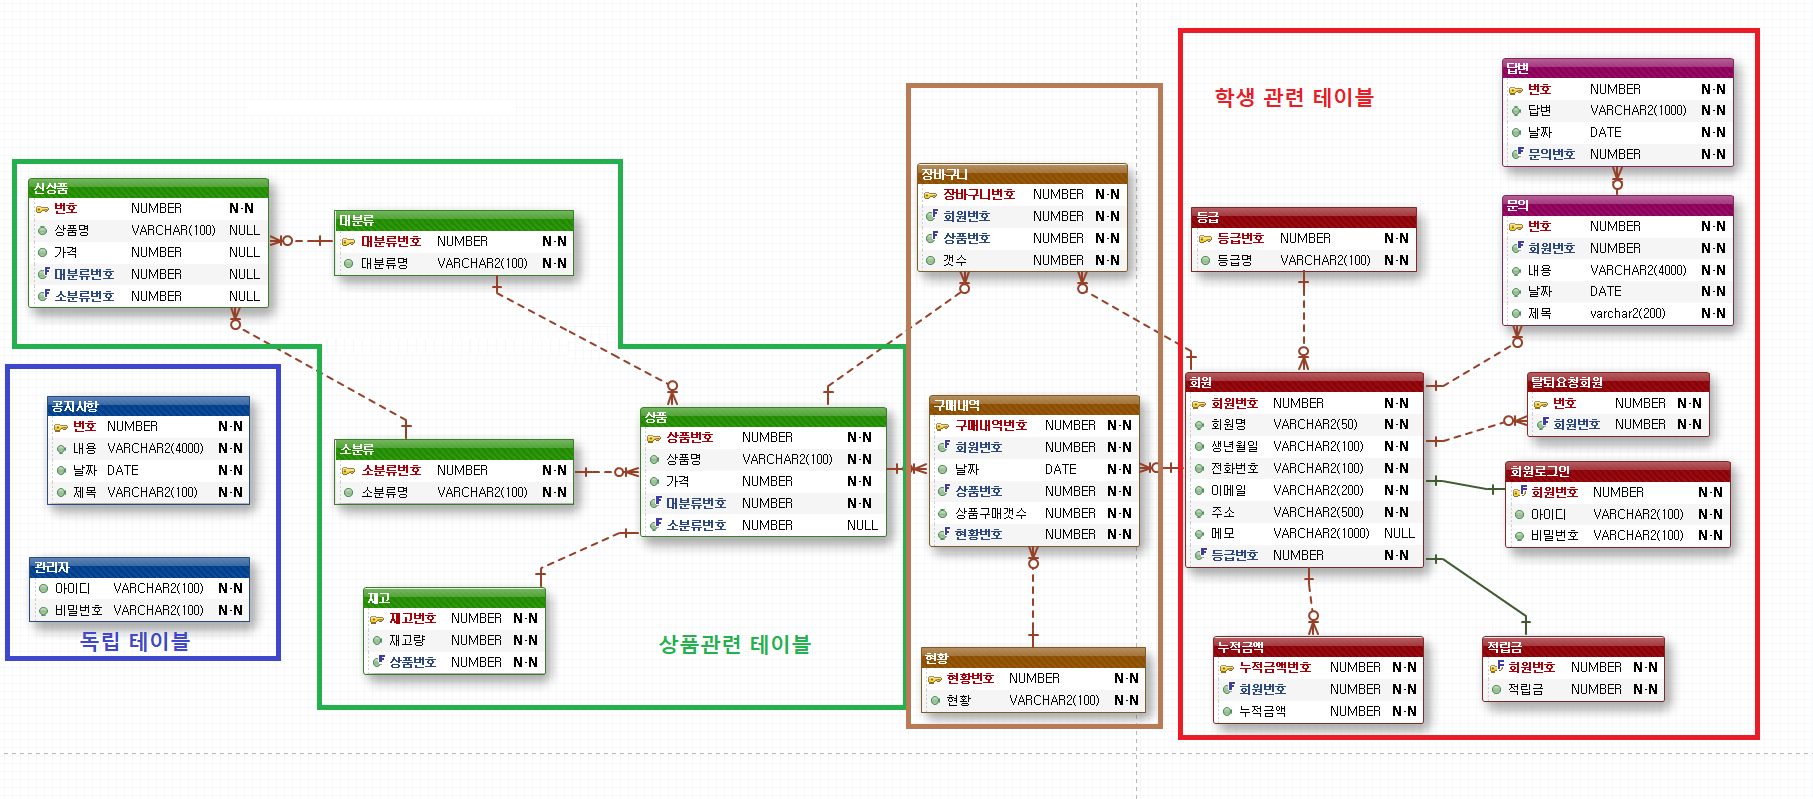 신상품
번호 NUMBER N-N
상품명 VARCHAR(100) NULL
가격 NUMBER NULL
대분류번호 NUMBER NULL
소분류번호 NUMBER NULL
대분류
대분류번호 NUMBER N-N
대분류명 VARCHAR2(100) N-N
공지사항
번호 NUMBER N-N
내용 VARCHAR2(4000) N-N
날짜 DATE N-N
제목 VARCHAR2(100) N-N
관리자
아이디 VARCHAR2(100) N-N
비밀번호 VARCHAR2(100) N-N
독립 테이블
소분류
소분류번호 NUMBER N-N
소분류명 VARCHAR2(100) N-N
재고
재고번호 NUMBER N-N
재고량 NUMBER N-N
상품번호 NUMBER N-N
상품
상품번호 NUMBER N-N
상품명 VARCHAR2(100) N-N
가격 NUMBER N-N
대분류번호 NUMBER N-N
소분류번호 NUMBER NULL
상품관련 테이블
장바구니
장바구니번호 NUMBER N-N
회원번호 NUMBER N-N
상품번호 NUMBER N-N
갯수 NUMBER N-N
구매내역
구매내역번호 NUMBER N-N
회원번호 NUMBER N-N
날짜 DATE N-N
상품번호 NUMBER N-N
상품구매갯수 NUMBER N-N
현황번호 NUMBER N-N
현황
현황번호 NUMBER N-N
현황 VARCHAR2(100) N-N
학생 관련 테이블
등급
등급번호 NUMBER N-N
등급명 VARCHAR2(100) N-N
회원
회원번호 NUMBER N-N
회원명 VARCHAR2(50) N-N
생년월일 VARCHAR2(100) N-N
전화번호 VARCHAR2(100) N-N
이메일 VARCHAR2(200) N-N
주소 VARCHAR2(500) N-N
메모 VARCHAR2(1000) NULL
등급번호 NUMBER N-N
누적금액
누적금액번호 NUMBER N-N
회원번호 NUMBER N-N
누적금액 NUMBER N-N
답변
번호 NUMBER N-N
답변 VARCHAR2(1000) N-N
날짜 DATE N-N
문의번호 NUMBER N-N
문의
번호 NUMBER N-N
회원번호 NUMBER N-N
내용 VARCHAR2(4000) N-N
날짜 DATE N-N
제목 varchar2(200) N-N
탈퇴요청회원
번호 NUMBER N-N
회원번호 NUMBER N-N
회원로그인
회원번호 NUMBER N-N
아이디 VARCHAR2(100) N-N
비밀번호 VARCHAR2(100) N-N
적립금
회원번호 NUMBER N-N
적립금 NUMBER N-N